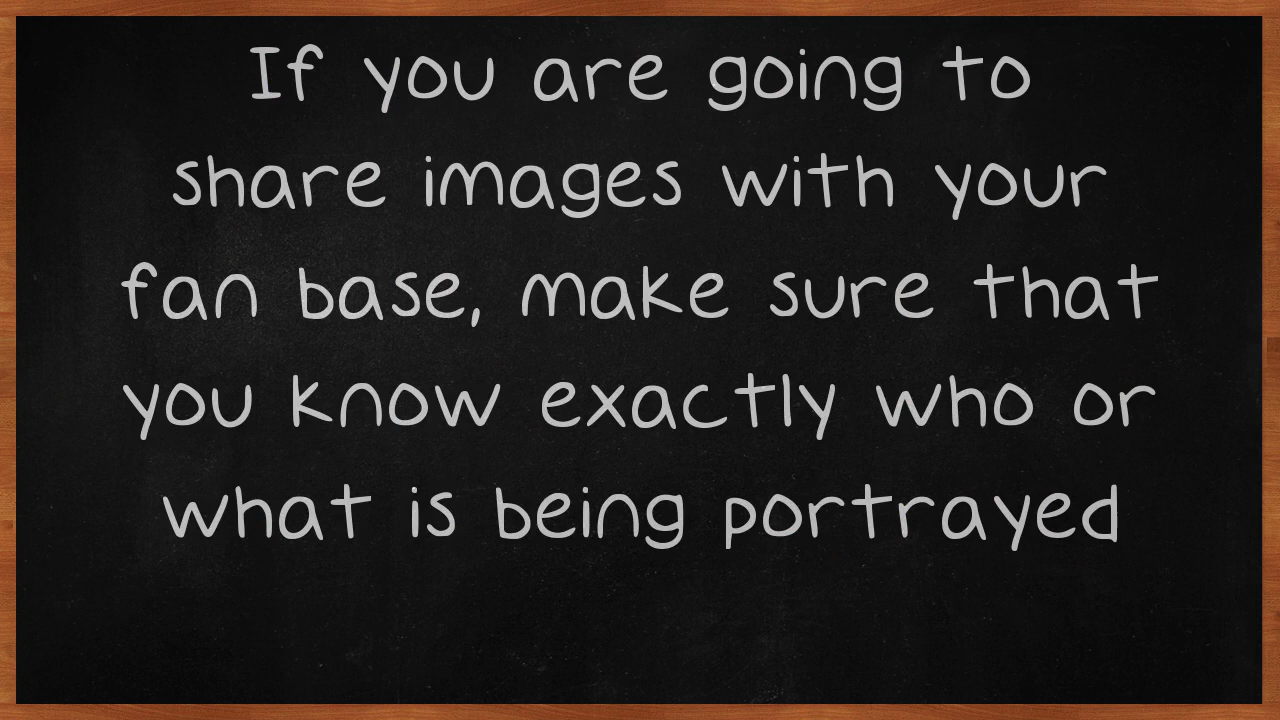 If you are going to
share images with your
fan base, make sure that
you know exactly who or
what is being portrayed